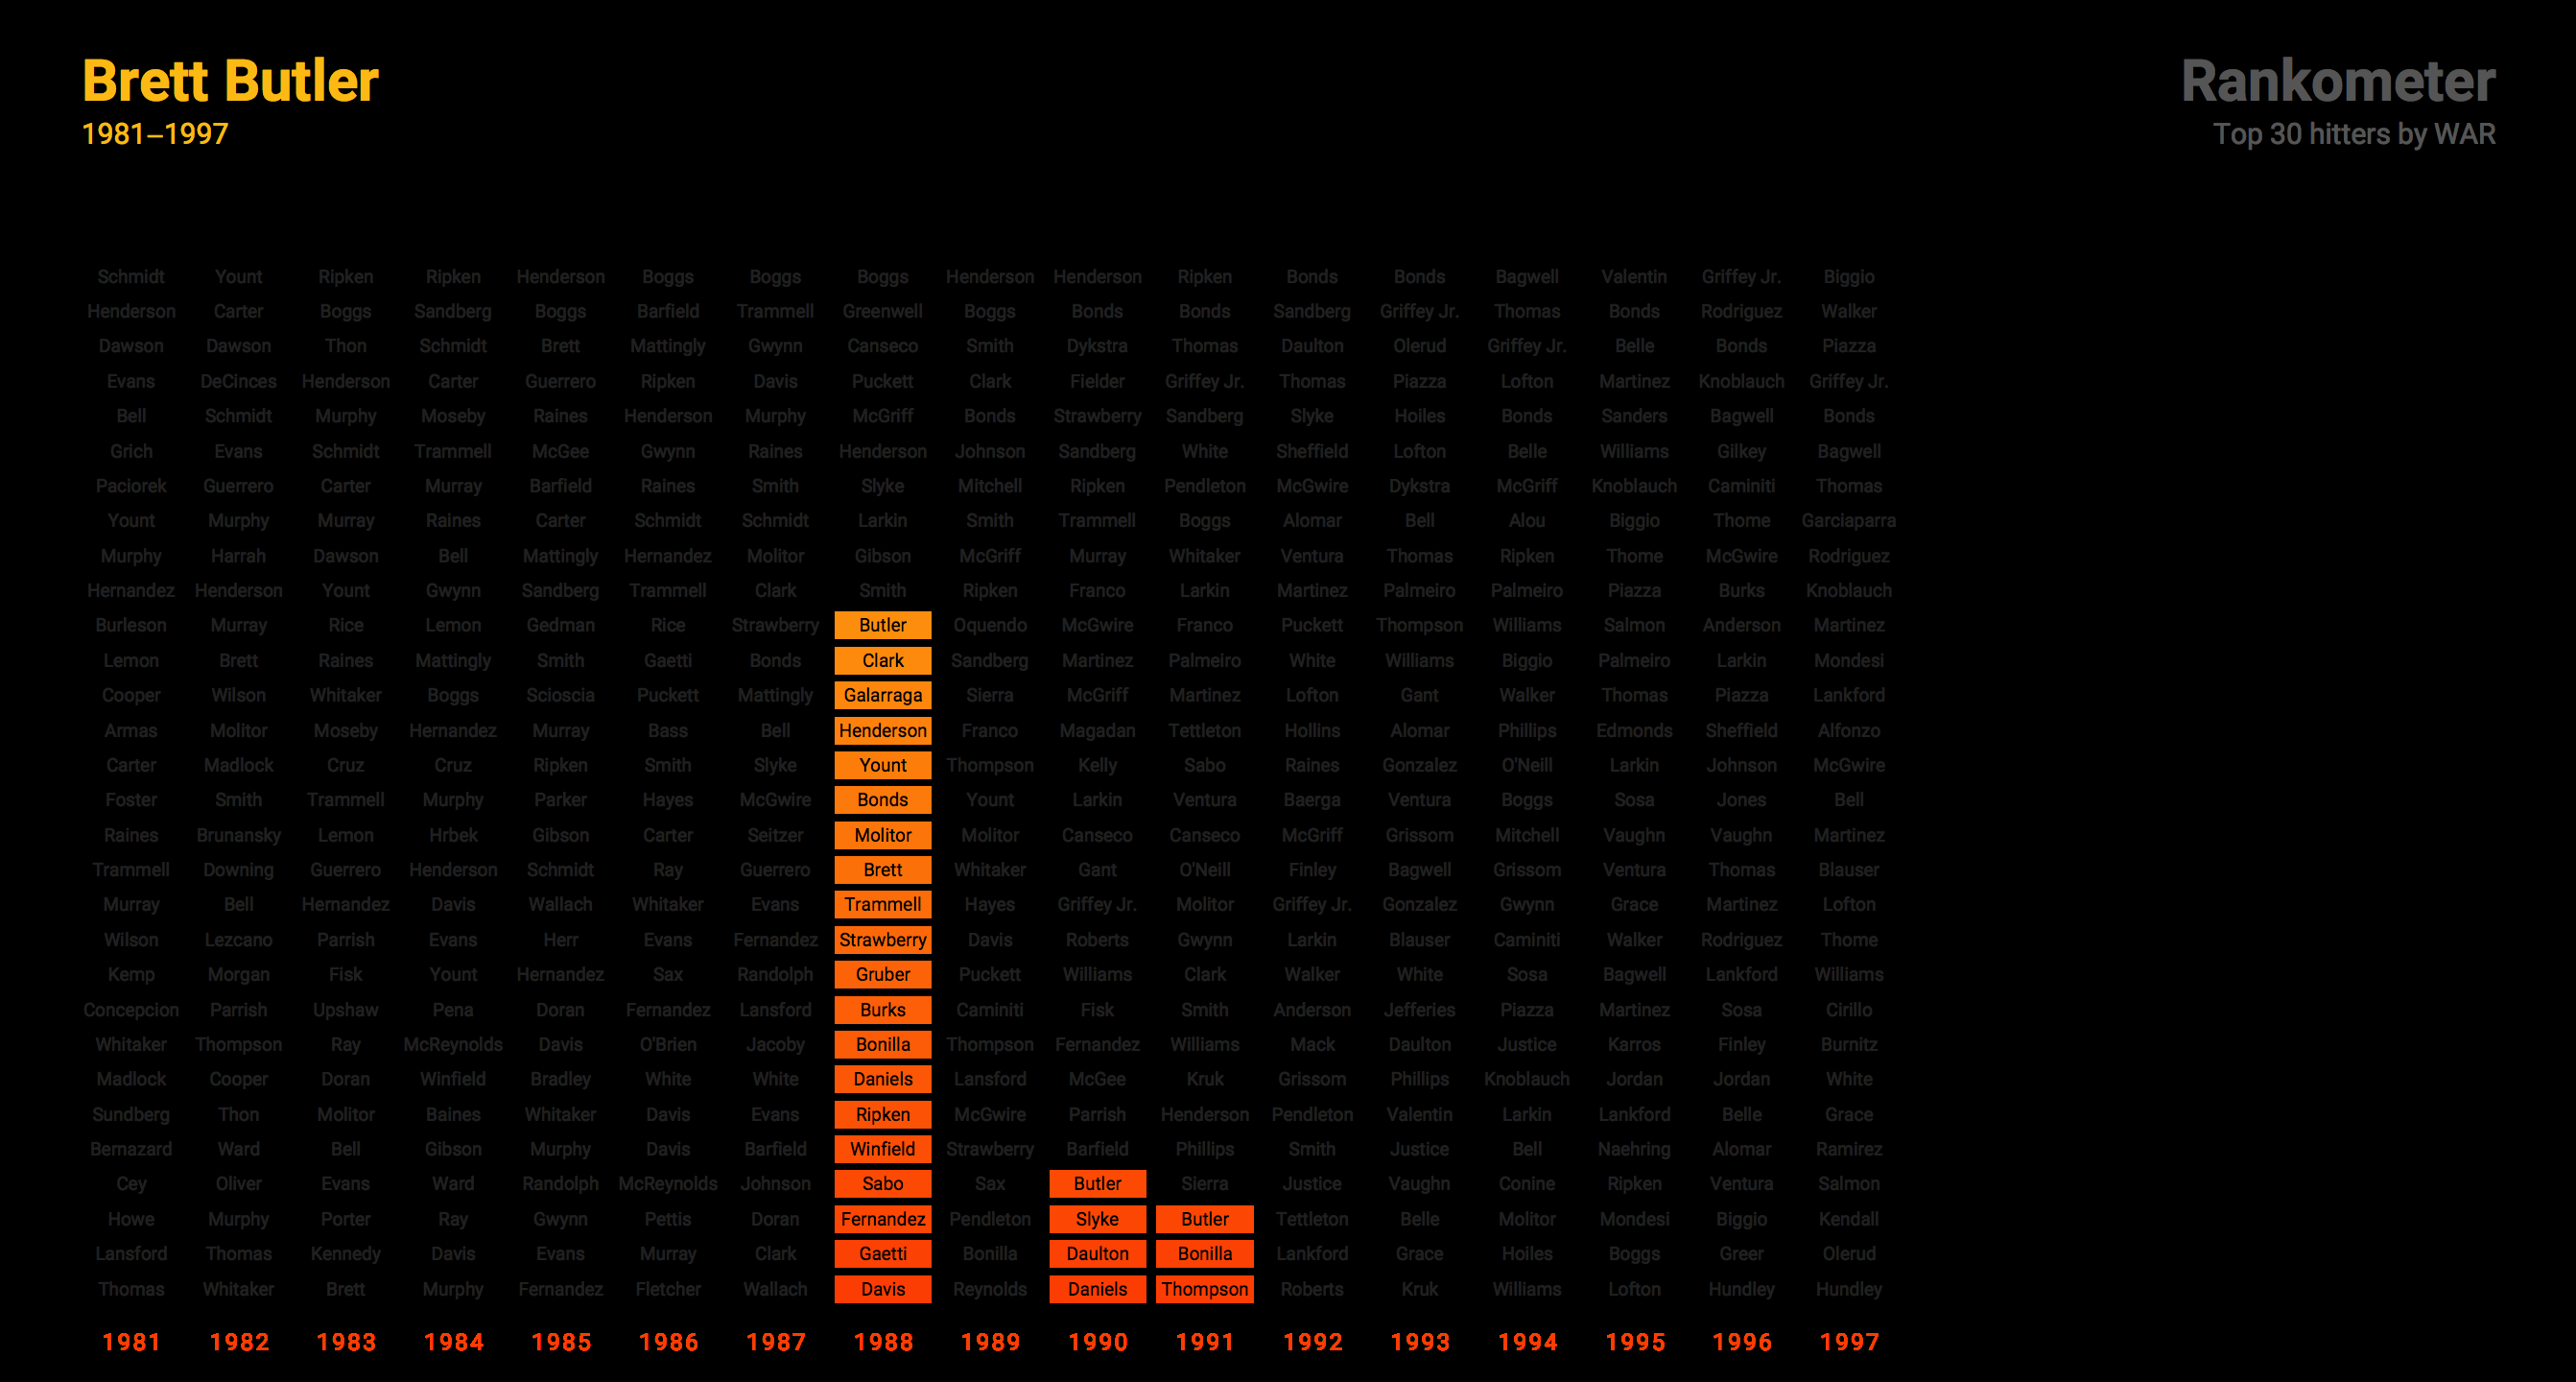 Brett Butler
1981–1997
Rankometer
Top 30 hitters by WAR
Schmidt Yount Ripken Ripken Henderson Boggs Boggs Boggs Henderson Henderson Ripken Bonds Bonds Bagwell Valentin Griffey Jr. Biggio
Henderson Carter Boggs Sandberg Boggs Barfield Trammell Greenwell Boggs Bonds Bonds Sandberg Griffey Jr. Thomas Bonds Rodriguez Walker
Dawson Dawson Thon Schmidt Brett Mattingly Gwynn Canseco Smith Dykstra Thomas Daulton Olerud Griffey Jr. Belle Bonds Piazza
Evans DeCinces Henderson Carter Guerrero Ripken Davis Puckett Clark Fielder Griffey Jr. Thomas Piazza Lofton Martinez Knoblauch Griffey Jr.
Bell Schmidt Murphy Moseby Raines Henderson Murphy McGriff Bonds Strawberry Sandberg Slyke Hoiles Bonds Sanders Bagwell Bonds
Grich Evans Schmidt Trammell McGee Gwynn Raines Henderson Johnson Sandberg White Sheffield Lofton Belle Williams Gilkey Bagwell
Paciorek Guerrero Carter Murray Barfield Raines Smith Slyke Mitchell Ripken Pendleton McGwire Dykstra McGriff Knoblauch Caminiti Thomas
Yount Murphy Murray Raines Carter Schmidt Schmidt Larkin Smith Trammell Boggs Alomar Bell Alou Biggio Thome Garciaparra
Murphy Harrah Dawson Bell Mattingly Hernandez Molitor Gibson McGriff Murray Whitaker Ventura Thomas Ripken Thome McGwire Rodriguez
Hernandez Henderson Yount Gwynn Sandberg Trammell Clark Smith Ripken Franco Larkin Martinez Palmeiro Palmeiro Piazza Burks Knoblauch
Burleson Murray Rice Lemon Gedman Rice Strawberry Butler Oquendo McGwire Franco Puckett Thompson Williams Salmon Anderson Martinez
Lemon Brett Raines Mattingly Smith Gaetti Bonds Clark Sandberg Martinez Palmeiro White Williams Biggio Palmeiro Larkin Mondesi
Cooper Wilson Whitaker Boggs Scioscia Puckett Mattingly Galarraga Sierra McGriff Martinez Lofton Gant Walker Thomas Piazza Lankford
Armas Molitor Moseby Hernandez Murray Bass Bell Henderson Franco Magadan Tettleton Hollins Alomar Phillips Edmonds Sheffield Alfonzo
Carter Madlock Cruz Cruz Ripken Smith Slyke Yount Thompson Kelly Sabo Raines Gonzalez O'Neill Larkin Johnson McGwire
Foster Smith Trammell Murphy Parker Hayes McGwire Bonds Yount Larkin Ventura Baerga Ventura Boggs Sosa Jones Bell
Raines Brunansky Lemon Hrbek Gibson Carter Seitzer Molitor Molitor Canseco Canseco McGriff Grissom Mitchell Vaughn Vaughn Martinez
Trammell Downing Guerrero Henderson Schmidt Ray Guerrero Brett Whitaker Gant O'Neill Finley Bagwell Grissom Ventura Thomas Blauser
Murray Bell Hernandez Davis Wallach Whitaker Evans Trammell Hayes Griffey Jr. Molitor Griffey Jr. Gonzalez Gwynn Grace Martinez Lofton
Wilson Lezcano Parrish Evans Herr Evans Fernandez Strawberry Davis Roberts Gwynn Larkin Blauser Caminiti Walker Rodriguez Thome
Kemp Morgan Fisk Yount Hernandez Sax Randolph Gruber Puckett Williams Clark Walker White Sosa Bagwell Lankford Williams
Concepcion Parrish Upshaw Pena Doran Fernandez Lansford Burks Caminiti Fisk Smith Anderson Jefferies Piazza Martinez Sosa Cirillo
Whitaker Thompson Ray McReynolds Davis O'Brien Jacoby Bonilla Thompson Fernandez Williams Mack Daulton Justice Karros Finley Burnitz
Madlock Cooper Doran Winfield Bradley White White Daniels Lansford McGee Kruk Grissom Phillips Knoblauch Jordan Jordan White
Sundberg Thon Molitor Baines Whitaker Davis Evans Ripken McGwire Parrish Henderson Pendleton Valentin Larkin Lankford Belle Grace
Bernazard Ward Bell Gibson Murphy Davis Barfield Winfield Strawberry Barfield Phillips Smith Justice Bell Naehring Alomar Ramirez
Cey Oliver Evans Ward Randolph McReynolds Johnson Sabo Sax Butler Sierra Justice Vaughn Conine Ripken Ventura Salmon
Howe Murphy Porter Ray Gwynn Pettis Doran Fernandez Pendleton Slyke Butler Tettleton Belle Molitor Mondesi Biggio Kendall
Lansford Thomas Kennedy Davis Evans Murray Clark Gaetti Bonilla Daulton Bonilla Lankford Grace Hoiles Boggs Greer Olerud
Thomas Whitaker Brett Murphy Fernandez Fletcher Wallach Davis Reynolds Daniels Thompson Roberts Kruk Williams Lofton Hundley Hundley
1981 1982 1983 1984 1985 1986 1987 1988 1989 1990 1991 1992 1993 1994 1995 1996 1997